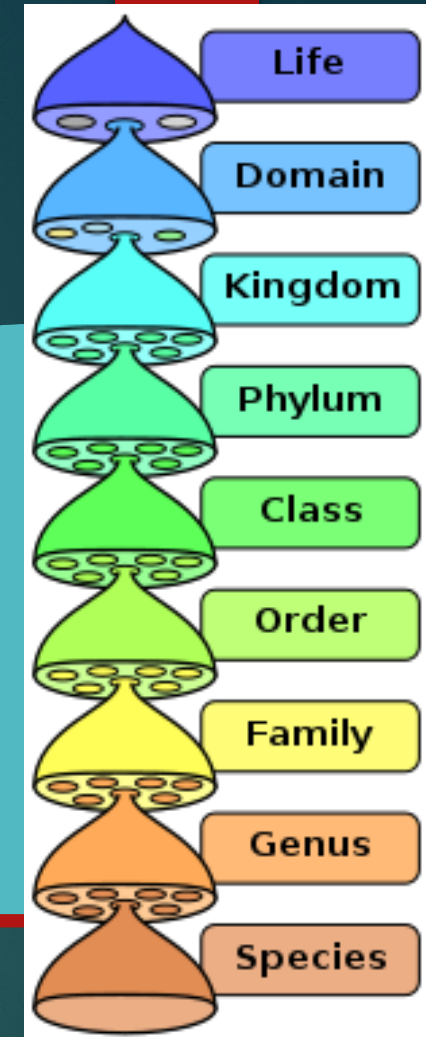 Life
Domain
Kingdom
Phylum
Class
Order
Family
Genus
Species